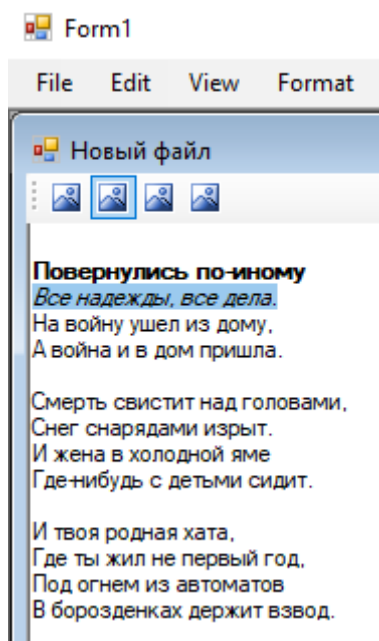 Form1
File Edit View Format
Новый файл
Повернулись по-иному
Все надежды, все дела.
На войну ушел из дому,
А война и в дом пришла.
Смерть свистит над головами,
Снег снарядами изрыт.
И жена в холодной яме
Где-нибудь с детьми сидит.
И твоя родная хата,
Где ты жил не первый год,
Под огнем из автоматов
В борозденках держит взвод.